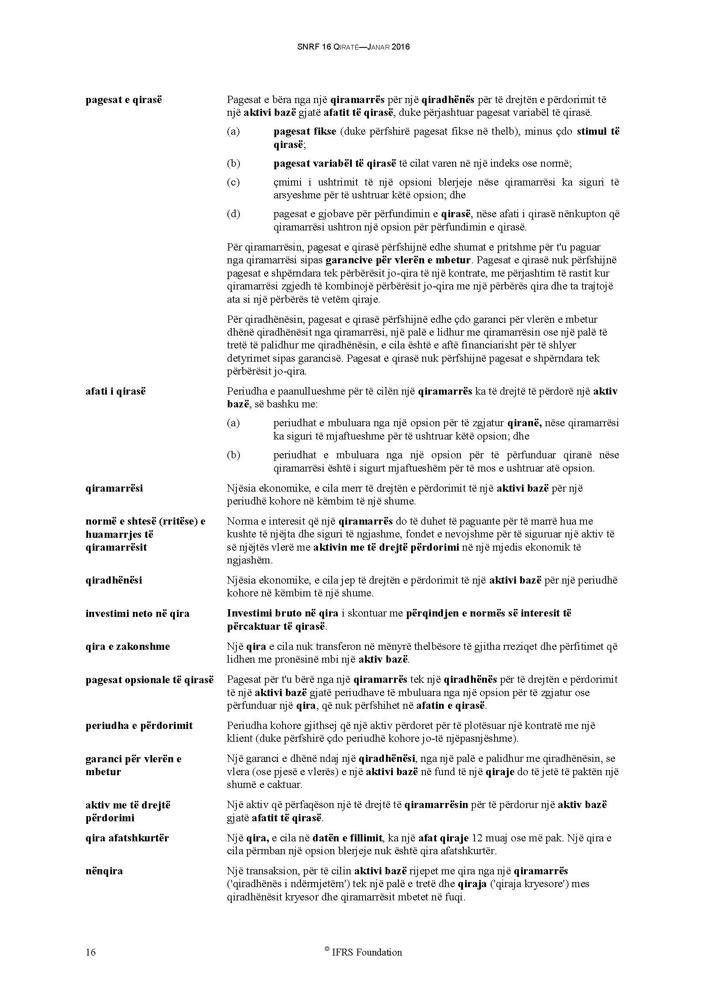 SNRF 16 QIRATË—JANAR 2016
pagesat e qirasë
Pagesat e bëra nga një qiramarrës për një qiradhënës për të drejtën e përdorimit të
një aktivi bazë gjatë afatit të qirasë, duke përjashtuar pagesat variabël të qirasë.
(a) pagesat fikse (duke përfshirë pagesat fikse në thelb), minus çdo stimul të
qirasë;
(b) pagesat variabël të qirasë të cilat varen në një indeks ose normë;
(c) çmimi i ushtrimit të një opsioni blerjeje nëse qiramarrësi ka siguri të
arsyeshme për të ushtruar këtë opsion; dhe
(d) pagesat e gjobave për përfundimin e qirasë, nëse afati i qirasë nënkupton që
qiramarrësi ushtron një opsion për përfundimin e qirasë.
Për qiramarrësin, pagesat e qirasë përfshijnë edhe shumat e pritshme për t'u paguar
nga qiramarrësi sipas garancive për vlerën e mbetur. Pagesat e qirasë nuk përfshijnë
pagesat e shpërndara tek përbërësit jo-qira të një kontrate, me përjashtim të rastit kur
qiramarrësi zgjedh të kombinojë përbërësit jo-qira me një përbërës qira dhe ta trajtojë
ata si një përbërës të vetëm qiraje.
Për qiradhënësin, pagesat e qirasë përfshijnë edhe çdo garanci për vlerën e mbetur
dhënë qiradhënësit nga qiramarrësi, një palë e lidhur me qiramarrësin ose një palë të
tretë të palidhur me qiradhënësin, e cila është e aftë financiarisht për të shlyer
detyrimet sipas garancisë. Pagesat e qirasë nuk përfshijnë pagesat e shpërndara tek
përbërësit jo-qira.
afati i qirasë
Periudha e paanullueshme për të cilën një qiramarrës ka të drejtë të përdorë një aktiv
bazë, së bashku me:
(a) periudhat e mbuluara nga një opsion për të zgjatur qiranë, nëse qiramarrësi
ka siguri të mjaftueshme për të ushtruar këtë opsion; dhe
(b) periudhat e mbuluara nga një opsion për të përfunduar qiranë nëse
qiramarrësi është i sigurt mjaftueshëm për të mos e ushtruar atë opsion.
qiramarrësi
Njësia ekonomike, e cila merr të drejtën e përdorimit të një aktivi bazë për një
periudhë kohore në këmbim të një shume.
normë e shtesë (rritëse) e
huamarrjes të
qiramarrësit
Norma e interesit që një qiramarrës do të duhet të paguante për të marrë hua me
kushte të njëjta dhe siguri të ngjashme, fondet e nevojshme për të siguruar një aktiv të
së njëjtës vlerë me aktivin me të drejtë përdorimi në një mjedis ekonomik të
ngjashëm.
qiradhënësi
Njësia ekonomike, e cila jep të drejtën e përdorimit të një aktivi bazë për një periudhë
kohore në këmbim të një shume.
investimi neto në qira
Investimi bruto në qira i skontuar me përqindjen e normës së interesit të
përcaktuar të qirasë.
qira e zakonshme
Një qira e cila nuk transferon në mënyrë thelbësore të gjitha rreziqet dhe përfitimet që
lidhen me pronësinë mbi një aktiv bazë.
pagesat opsionale të qirasë
Pagesat për t'u bërë nga një qiramarrës tek një qiradhënës për të drejtën e përdorimit
të një aktivi bazë gjatë periudhave të mbuluara nga një opsion për të zgjatur ose
përfunduar një qira, që nuk përfshihet në afatin e qirasë.
periudha e përdorimit
Periudha kohore gjithsej që një aktiv përdoret për të plotësuar një kontratë me një
klient (duke përfshirë çdo periudhë kohore jo-të njëpasnjëshme).
garanci për vlerën e
mbetur
Një garanci e dhënë ndaj një qiradhënësi, nga një palë e palidhur me qiradhënësin, se
vlera (ose pjesë e vlerës) e një aktivi bazë në fund të një qiraje do të jetë të paktën një
shumë e caktuar.
aktiv me të drejtë
përdorimi
Një aktiv që përfaqëson një të drejtë të qiramarrësin për të përdorur një aktiv bazë
gjatë afatit të qirasë.
qira afatshkurtër
Një qira, e cila në datën e fillimit, ka një afat qiraje 12 muaj ose më pak. Një qira e
cila përmban një opsion blerjeje nuk është qira afatshkurtër.
nënqira
Një transaksion, për të cilin aktivi bazë rijepet me qira nga një qiramarrës
('qiradhënës i ndërmjetëm') tek një palë e tretë dhe qiraja ('qiraja kryesore') mes
qiradhënësit kryesor dhe qiramarrësit mbetet në fuqi.
16
© IFRS Foundation